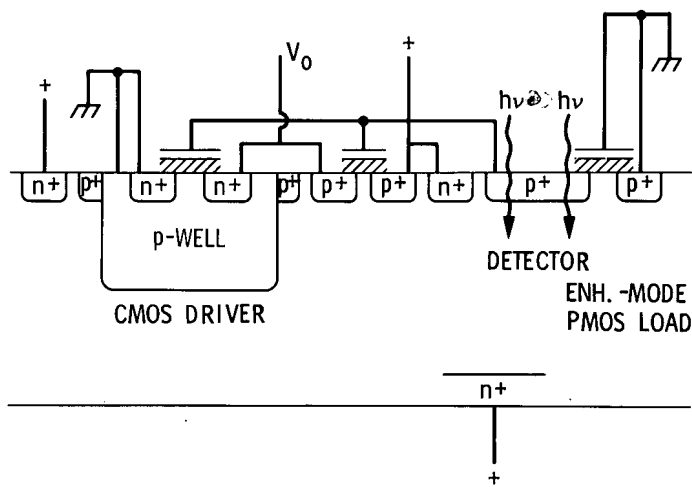 V₀
+
+
hν hν
n+ p+ n+ n+ p+ p+ p+ n+ p+ p+
p-WELL
DETECTOR
CMOS DRIVER
ENH.-MODE
PMOS LOAD
n+
+